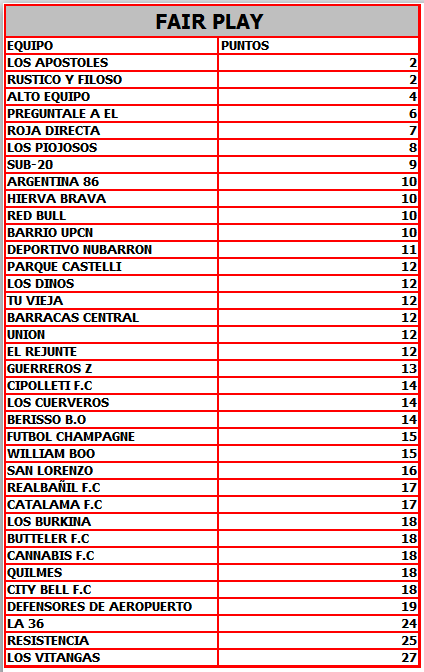 FAIR PLAY
EQUIPO PUNTOS
LOS APOSTOLES 2
RUSTICO Y FILOSO 2
ALTO EQUIPO 4
PREGUNTALE A EL 6
ROJA DIRECTA 7
LOS PIOJOSOS 8
SUB-20 9
ARGENTINA 86 10
HIERVA BRAVA 10
RED BULL 10
BARRIO UPCN 10
DEPORTIVO NUBARRON 11
PARQUE CASTELLI 12
LOS DINOS 12
TU VIEJA 12
BARRACAS CENTRAL 12
UNION 12
EL REJUNTE 12
GUERREROS Z 13
CIPOLLETI F.C 14
LOS CUERVEROS 14
BERISSO B.O 14
FUTBOL CHAMPAGNE 15
WILLIAM BOO 15
SAN LORENZO 16
REALBAÑIL F.C 17
CATALAMA F.C 17
LOS BURKINA 18
BUTTELER F.C 18
CANNABIS F.C 18
QUILMES 18
CITY BELL F.C 18
DEFENSORES DE AEROPUERTO 19
LA 36 24
RESISTENCIA 25
LOS VITANGAS 27